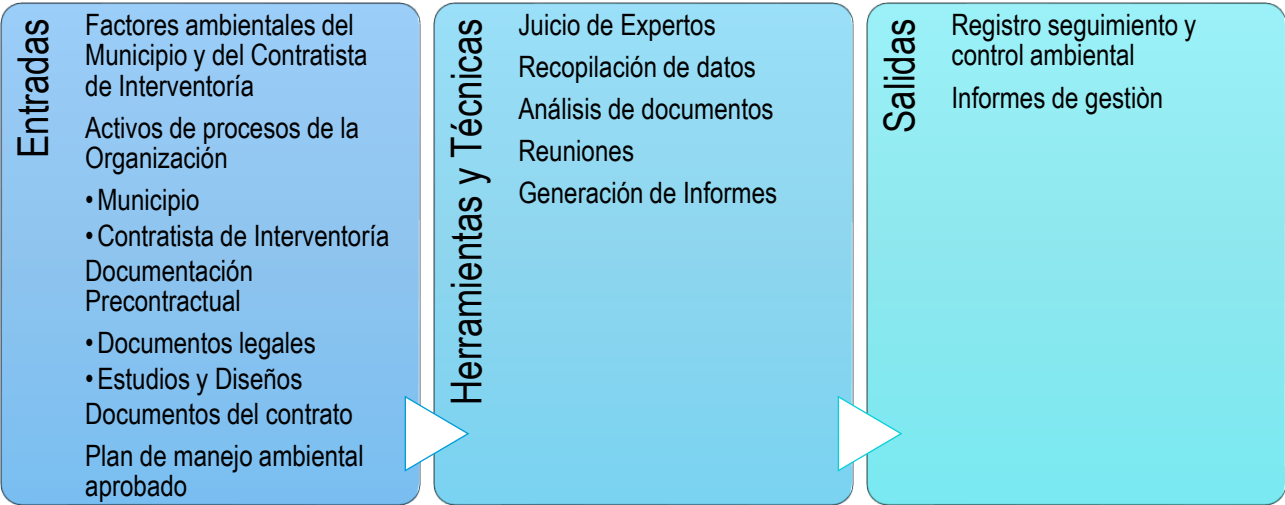 Entradas
Factores ambientales del
Municipio y del Contratista
de Interventoría
Activos de procesos de la
Organización
• Municipio
• Contratista de Interventoría
Documentación
Precontractual
• Documentos legales
• Estudios y Diseños
Documentos del contrato
Plan de manejo ambiental
aprobado
Herramientas y Técnicas
Juicio de Expertos
Recopilación de datos
Análisis de documentos
Reuniones
Generación de Informes
Salidas
Registro seguimiento y
control ambiental
Informes de gestiòn